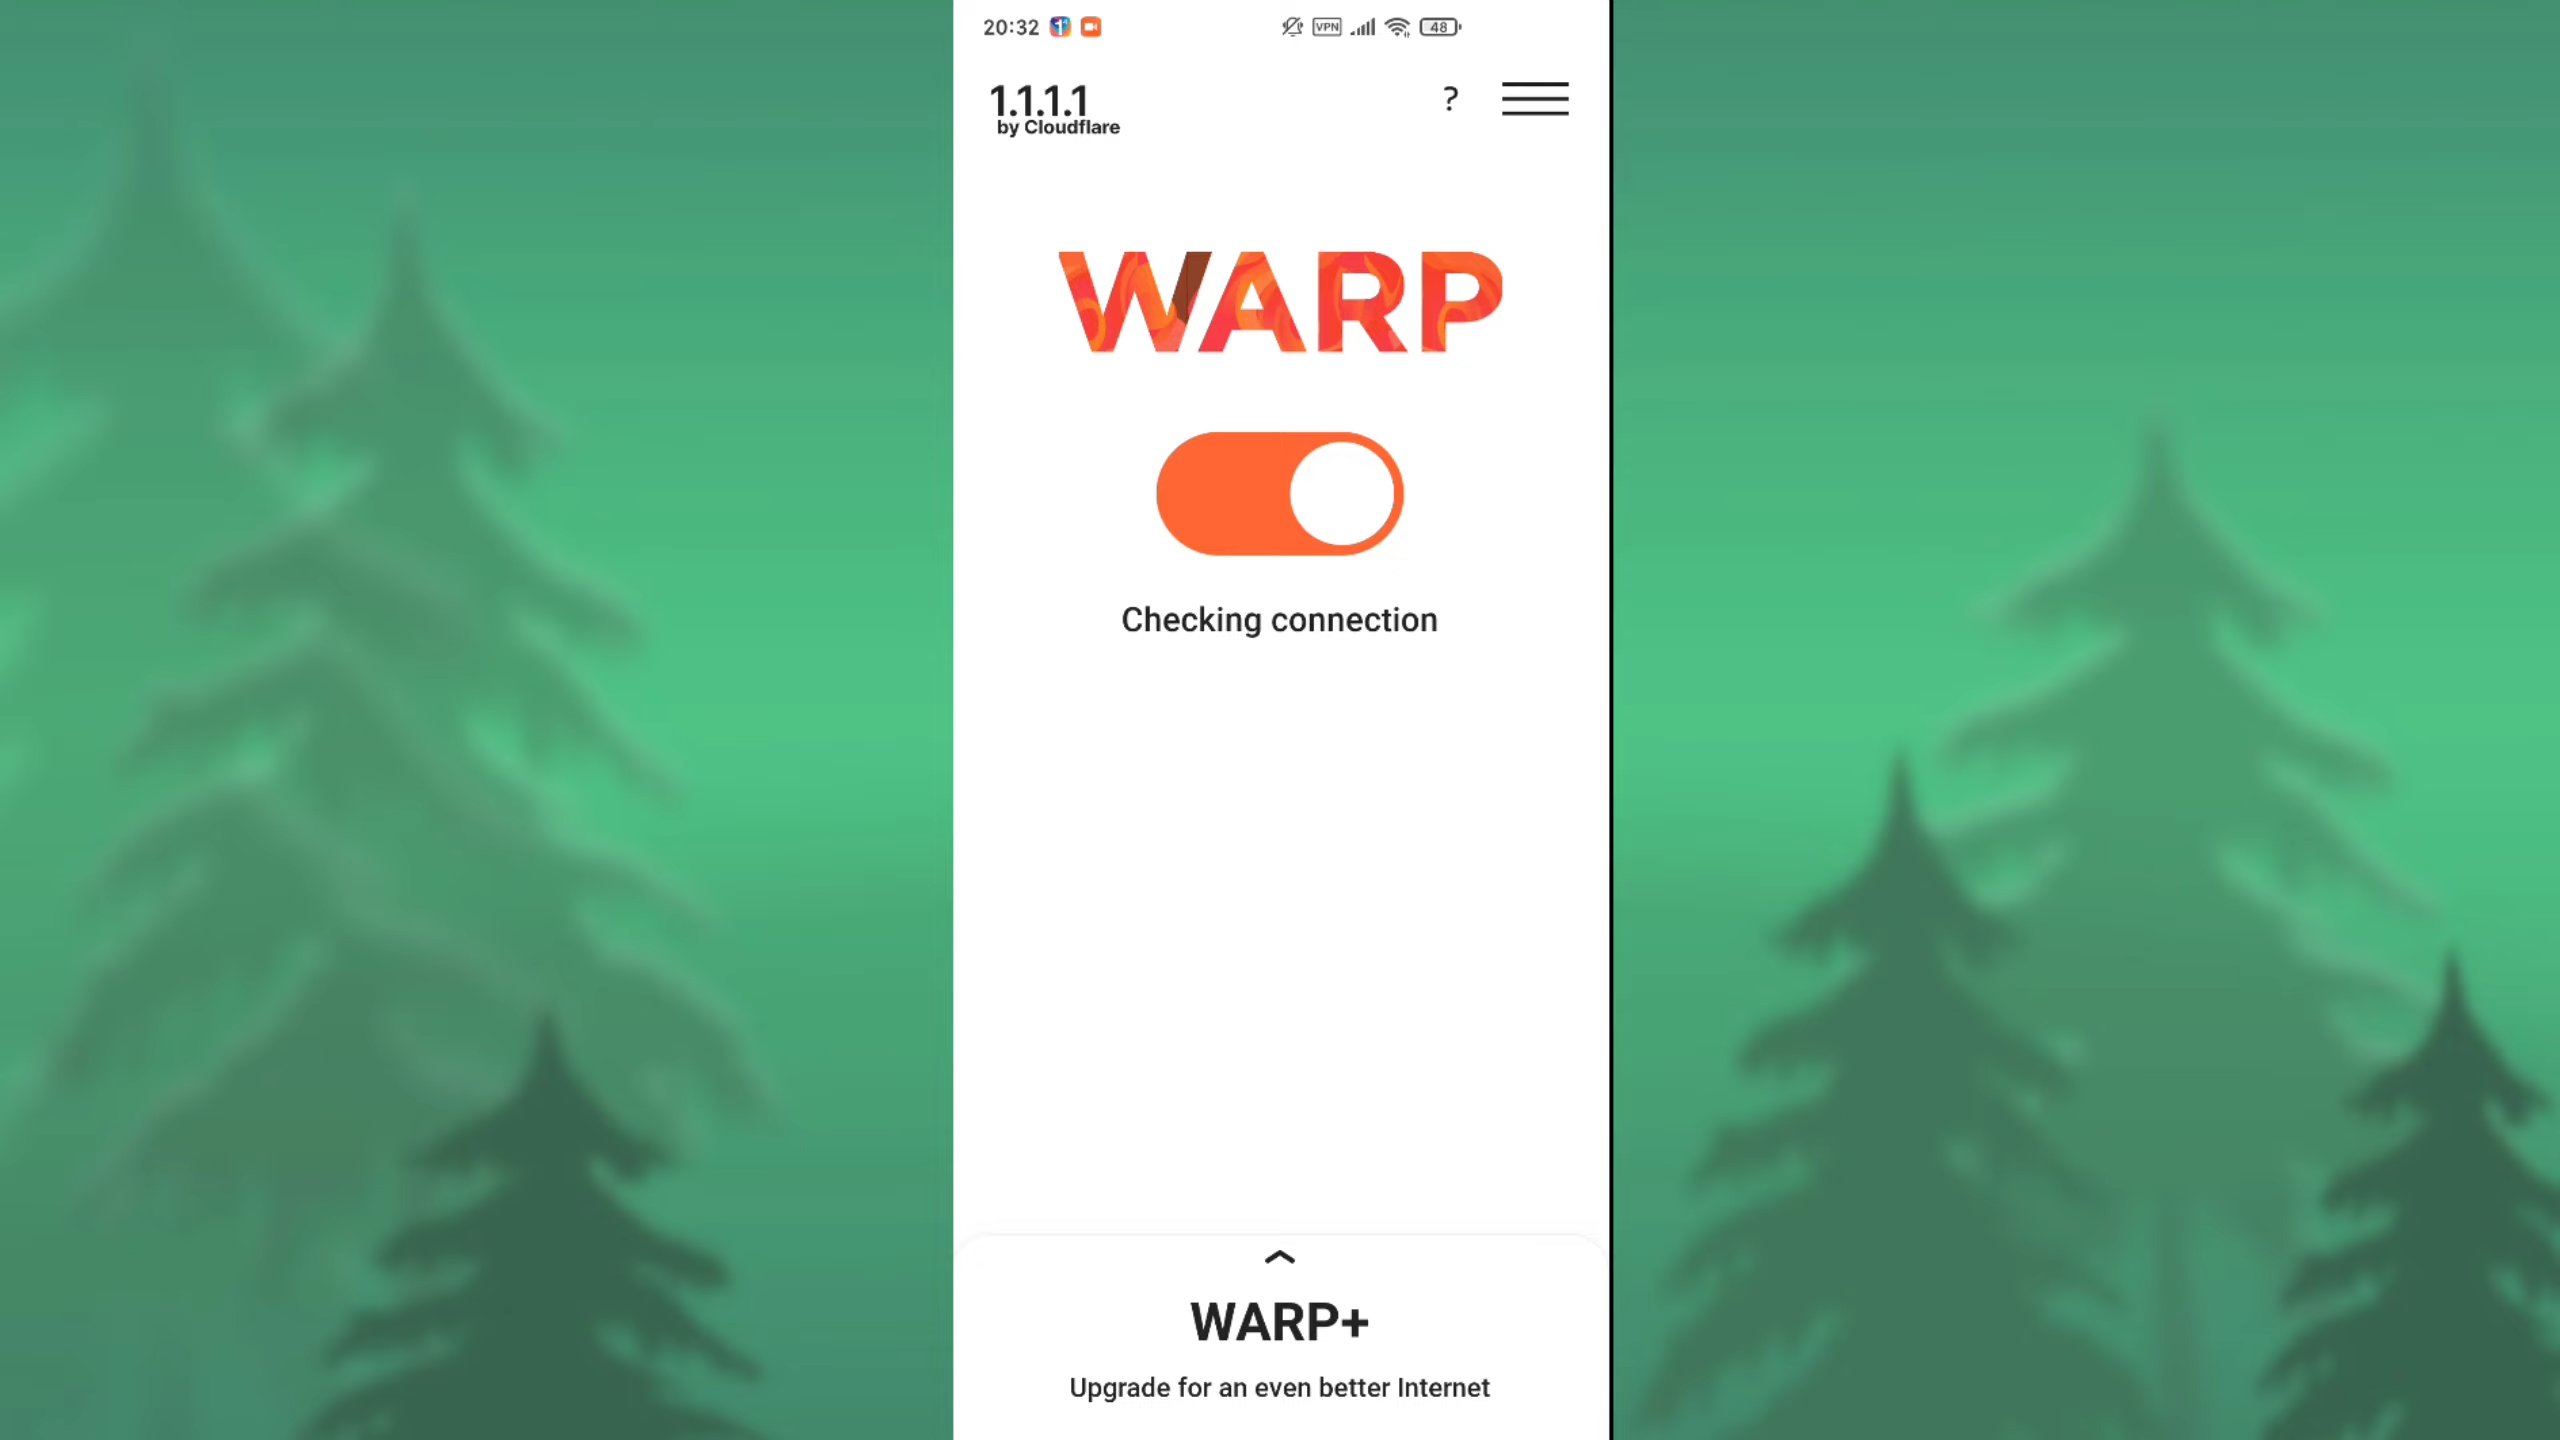 20:32
VPN
48
1.1.1.1
by Cloudflare
?
WARP
Checking connection
WARP+
Upgrade for an even better Internet